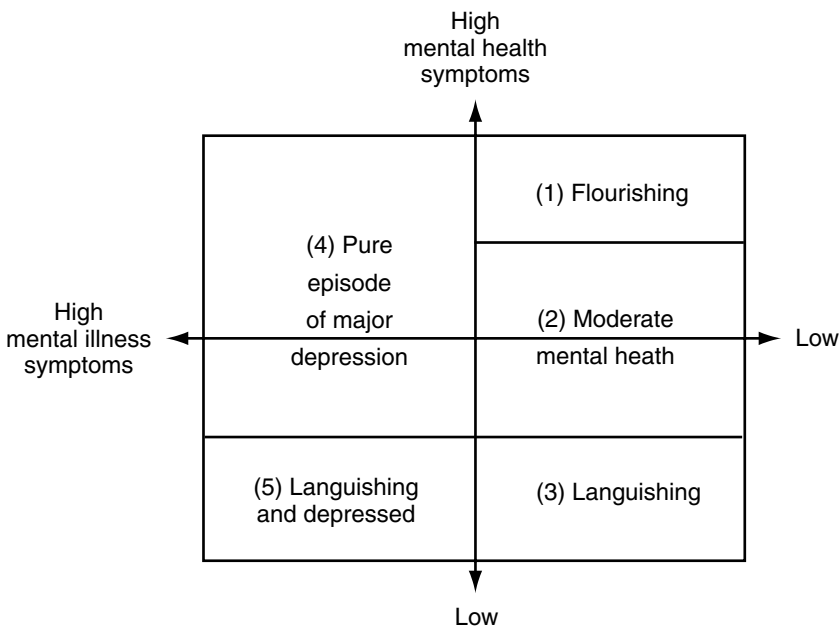 High
mental health
symptoms
(1) Flourishing
(4) Pure
episode
of major
depression
High
mental illness
symptoms
(2) Moderate
mental heath
Low
(5) Languishing
and depressed
(3) Languishing
Low